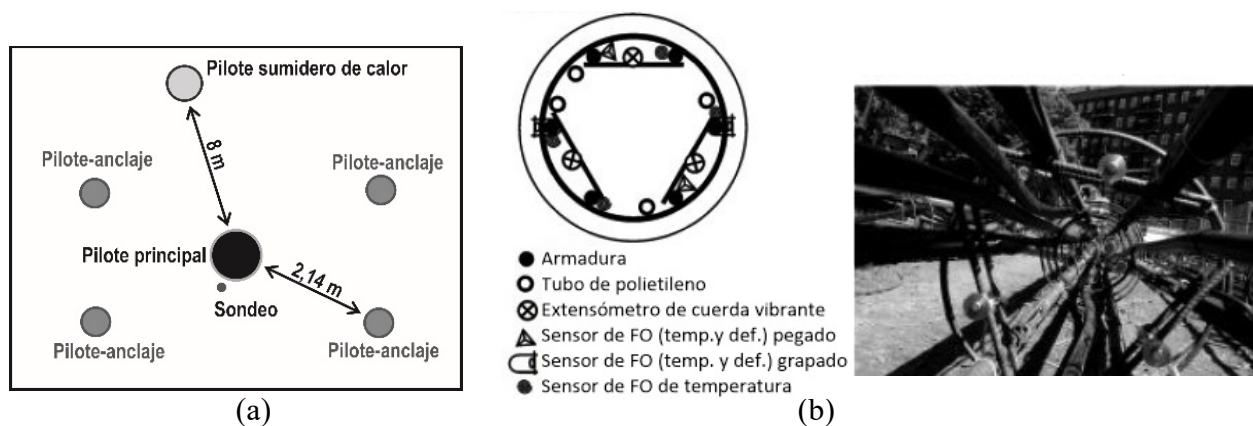 Pilote sumidero de calor
8 m
Pilote-anclaje
Pilote-anclaje
Pilote principal
2,14 m
Sondeo
Pilote-anclaje
Pilote-anclaje
(a)
Armadura
Tubo de polietileno
Extensómetro de cuerda vibrante
Sensor de FO (temp.y def.) pegado
Sensor de FO (temp. y def.) grapado
Sensor de FO de temperatura
(b)